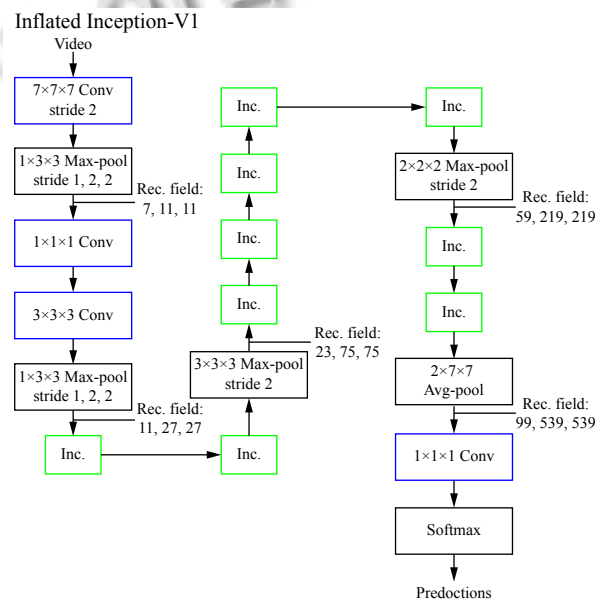 Inflated Inception-V1
Video
7×7×7 Conv
stride 2
1×3×3 Max-pool
stride 1, 2, 2
Rec. field:
7, 11, 11
1×1×1 Conv
3×3×3 Conv
1×3×3 Max-pool
stride 1, 2, 2
Rec. field:
11, 27, 27
Inc.
Inc.
3×3×3 Max-pool
stride 2
Rec. field:
23, 75, 75
Inc.
Inc.
Inc.
Inc.
Inc.
2×2×2 Max-pool
stride 2
Rec. field:
59, 219, 219
Inc.
Inc.
2×7×7
Avg-pool
Rec. field:
99, 539, 539
1×1×1 Conv
Softmax
Predoctions